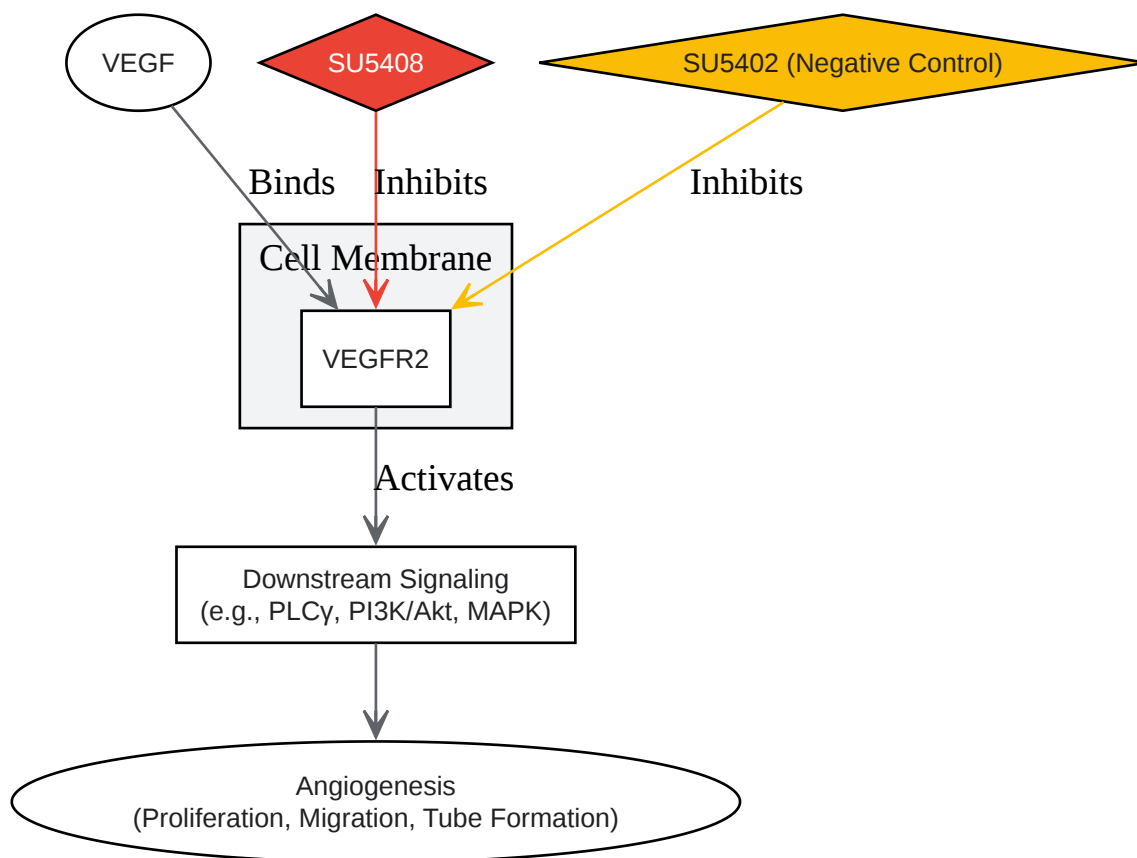 VEGF
SU5408
SU5402 (Negative Control)
Binds
Inhibits
Inhibits
Cell Membrane
VEGFR2
Activates
Downstream Signaling
(e.g., PLCγ, PI3K/Akt, MAPK)
Angiogenesis
(Proliferation, Migration, Tube Formation)